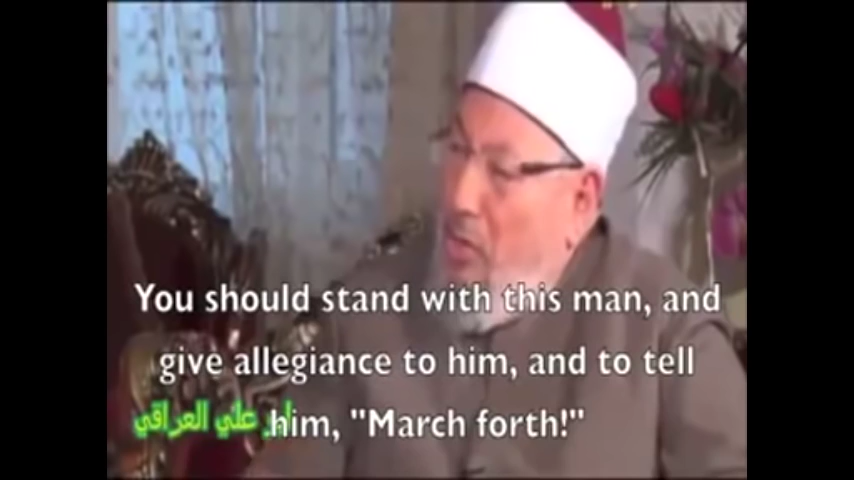 You should stand with this man, and
give allegiance to him, and to tell
him, "March forth!"
علي العراقي